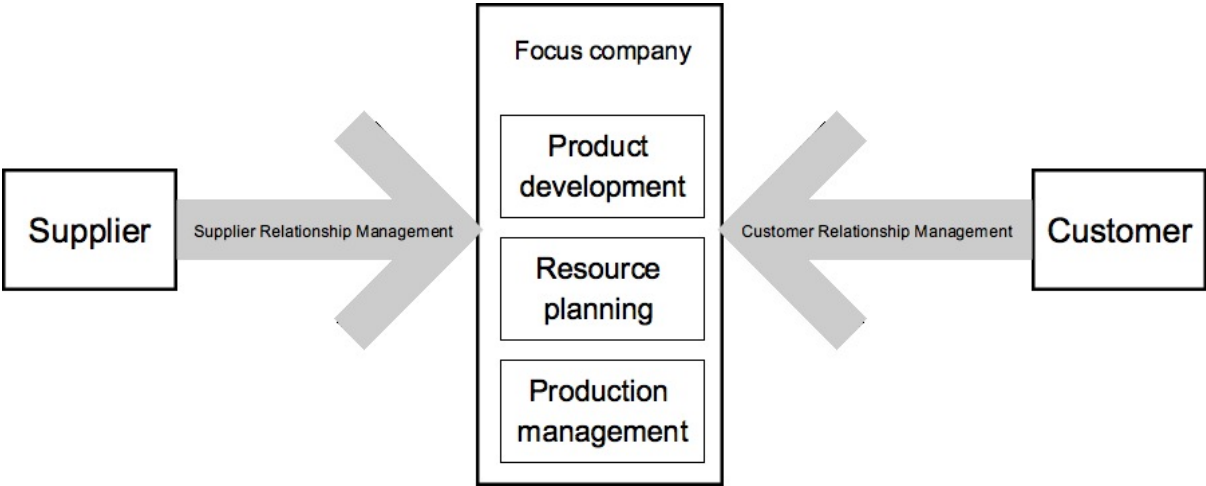 Focus company
Product
development
Supplier
Supplier Relationship Management
Customer Relationship Management
Customer
Resource
planning
Production
management